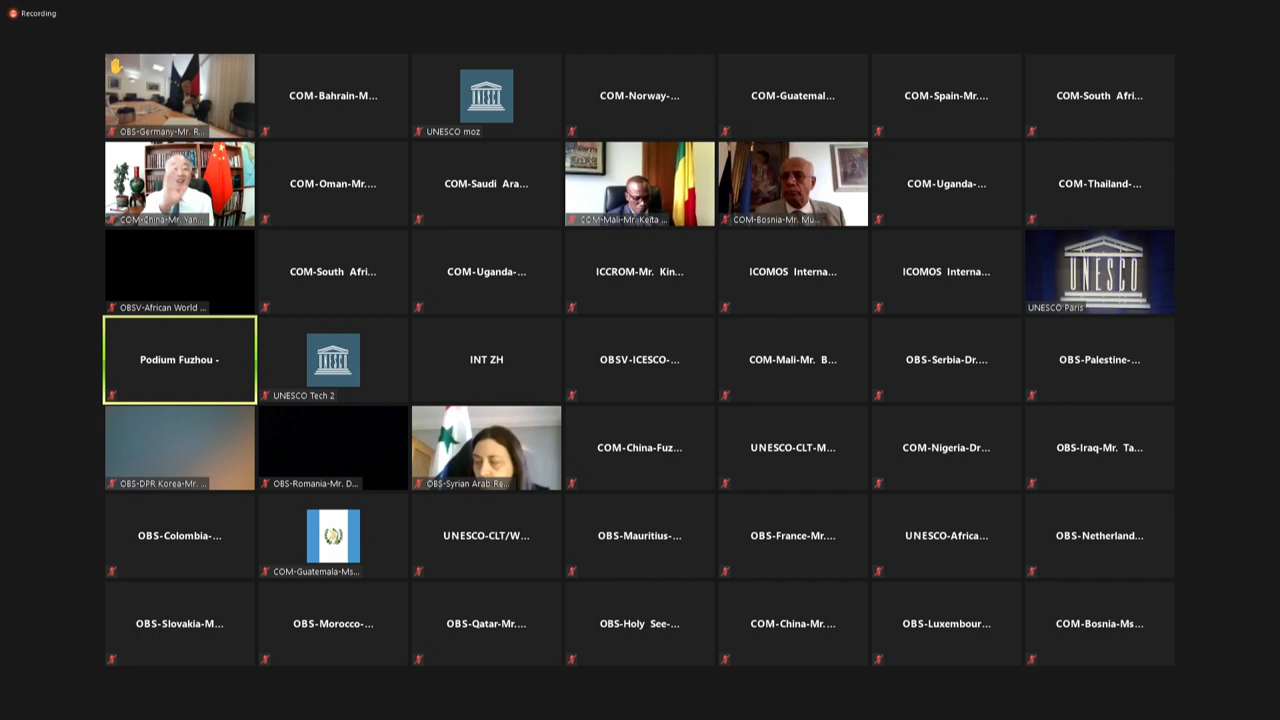 Recording
OBS-Germany-Mr. R...
COM-Bahrain-M...
UNESCO moz
COM-Norway-...
COM-Guatemal...
COM-Spain-Mr....
COM-South Afri...
COM-China-Mr. Yan...
COM-Oman-Mr....
COM-Saudi Ara...
COM-Mali-Mr. Keita ...
COM-Bosnia-Mr. Mu...
COM-Uganda-...
COM-Thailand-...
OBSV-African World ...
COM-South Afri...
COM-Uganda-...
ICCROM-Mr. Kin...
ICOMOS Interna...
ICOMOS Interna...
UNESCO
UNESCO Paris
Podium Fuzhou -
UNESCO Tech 2
INT ZH
OBSV-ICESCO-...
COM-Mali-Mr. B...
OBS-Serbia-Dr....
OBS-Palestine-...
OBS-DPR Korea-Mr. ...
OBS-Romania-Mr. D...
OBS-Syrian Arab Re...
COM-China-Fuz...
UNESCO-CLT-M...
COM-Nigeria-Dr...
OBS-Iraq-Mr. Ta...
OBS-Colombia-...
COM-Guatemala-Ms...
UNESCO-CLT/W...
OBS-Mauritius-...
OBS-France-Mr....
UNESCO-Africa...
OBS-Netherland...
OBS-Slovakia-M...
OBS-Morocco-...
OBS-Qatar-Mr....
OBS-Holy See-...
COM-China-Mr....
OBS-Luxembour...
COM-Bosnia-Ms...